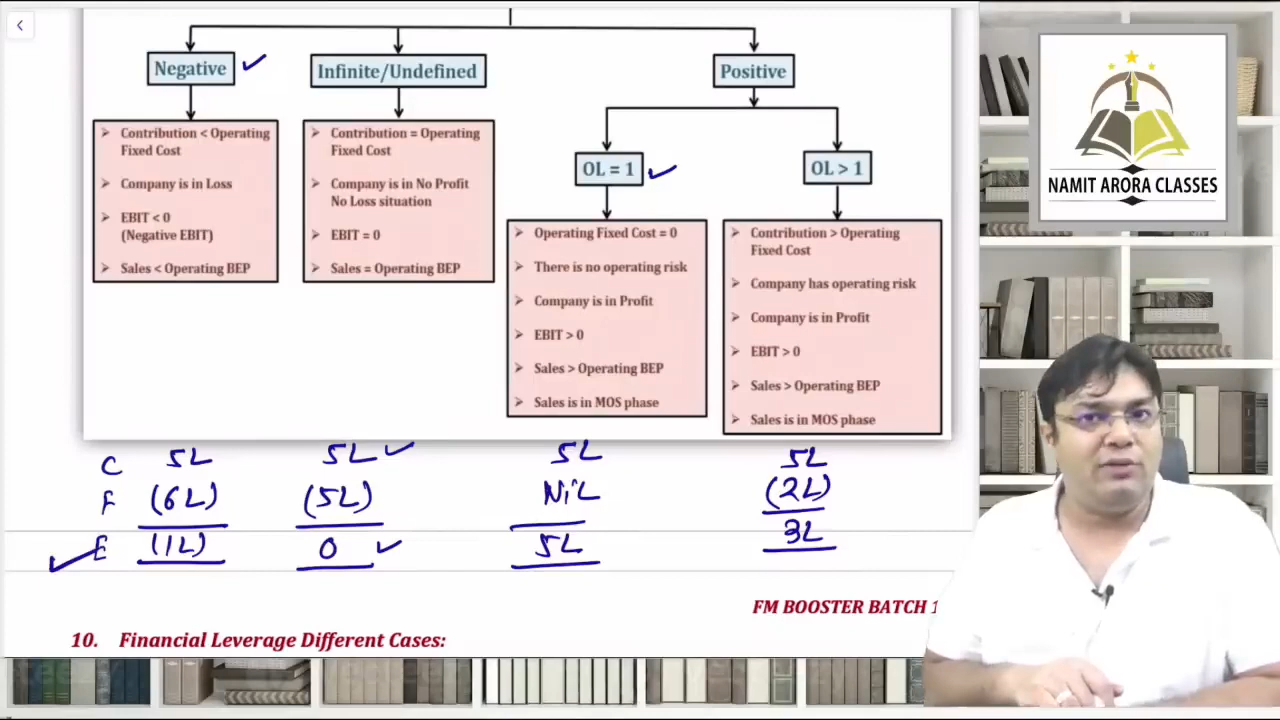 Negative
Infinite/Undefined
Positive
Contribution < Operating
Fixed Cost
Company is in Loss
EBIT < 0
(Negative EBIT)
Sales < Operating BEP
Contribution = Operating
Fixed Cost
Company is in No Profit
No Loss situation
EBIT = 0
Sales = Operating BEP
OL = 1
Operating Fixed Cost = 0
There is no operating risk
Company is in Profit
EBIT > 0
Sales > Operating BEP
Sales is in MOS phase
OL > 1
Contribution > Operating
Fixed Cost
Company has operating risk
Company is in Profit
EBIT > 0
Sales > Operating BEP
Sales is in MOS phase
NAMIT ARORA CLASSES
C 5L 5L 5L 5L
F (6L) (5L) NiL (2L)
E (1L) 0 5L 3L
FM BOOSTER BATCH 1
10. Financial Leverage Different Cases: